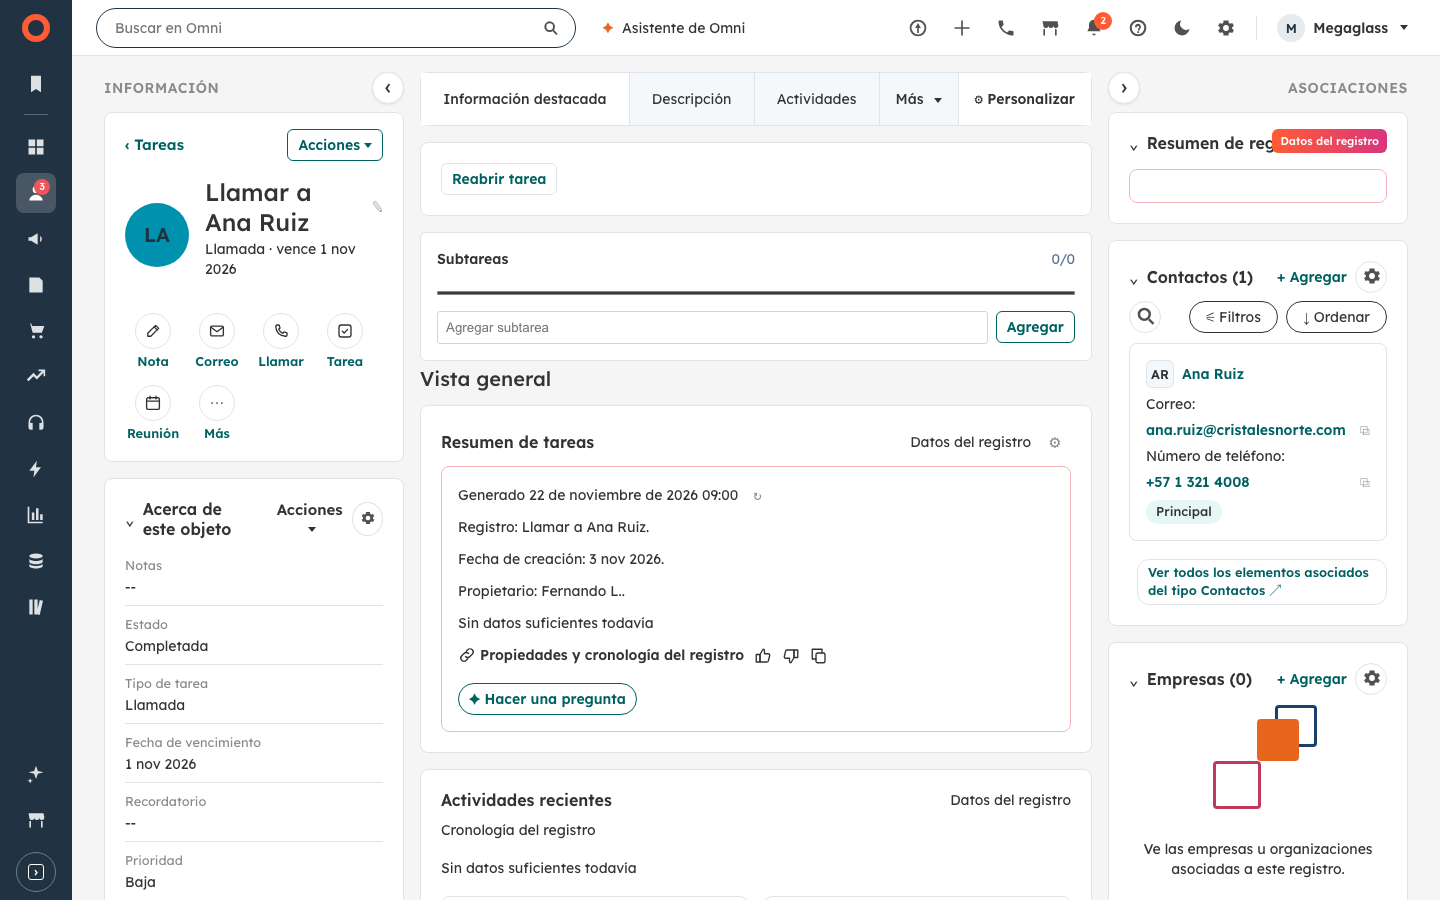 Buscar en Omni
Asistente de Omni
2
M
Megaglass
3
INFORMACIÓN
‹ Tareas
Acciones
LA
Llamar a
Ana Ruiz
Llamada · vence 1 nov
2026
Nota
Correo
Llamar
Tarea
Reunión
Más
Acerca de
este objeto
Acciones
Notas
--
Estado
Completada
Tipo de tarea
Llamada
Fecha de vencimiento
1 nov 2026
Recordatorio
--
Prioridad
Baja
Información destacada
Descripción
Actividades
Más
Personalizar
Reabrir tarea
Subtareas
0/0
Agregar subtarea
Agregar
Vista general
Resumen de tareas
Datos del registro
Generado 22 de noviembre de 2026 09:00
Registro: Llamar a Ana Ruiz.
Fecha de creación: 3 nov 2026.
Propietario: Fernando L..
Sin datos suficientes todavía
Propiedades y cronología del registro
Hacer una pregunta
Actividades recientes
Datos del registro
Cronología del registro
Sin datos suficientes todavía
ASOCIACIONES
Resumen de reg
Datos del registro
Contactos (1)
+ Agregar
Filtros
↓ Ordenar
AR
Ana Ruiz
Correo:
ana.ruiz@cristalesnorte.com
Número de teléfono:
+57 1 321 4008
Principal
Ver todos los elementos asociados
del tipo Contactos ↗
Empresas (0)
+ Agregar
Ve las empresas u organizaciones
asociadas a este registro.